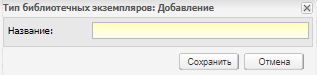 Тип библиотечных экземпляров: Добавление
Название:
Сохранить Отмена